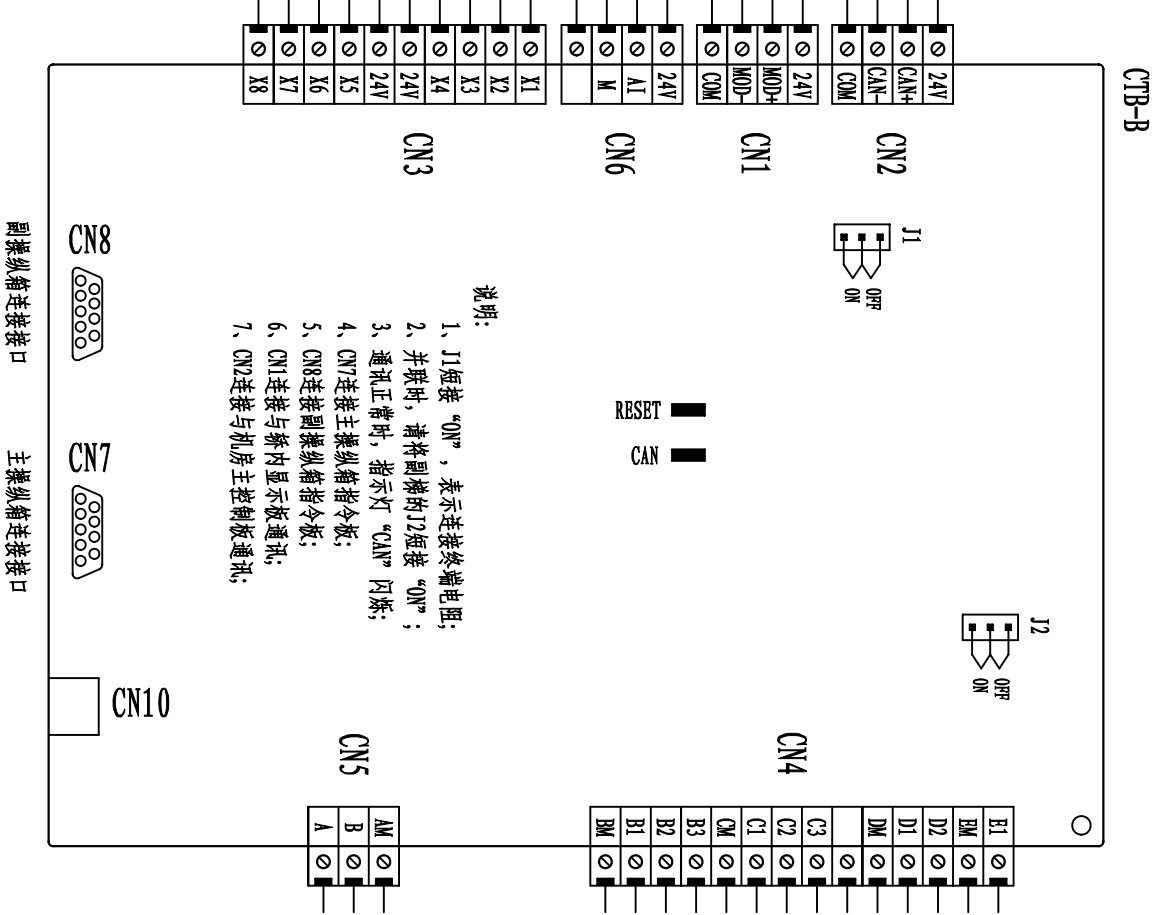 CTB-B
X8
X7
X6
X5
24V
24V
X4
X3
X2
X1
M
AI
24V
COM
MOD-
MOD+
24V
COM
CAN-
CAN+
24V
CN3
CN6
CN1
CN2
J1
ON
OFF
CN8
副操纵箱连接接口
说明:
1、J1短接“ON”,表示连接终端电阻;
2、并联时,请将副梯的J2短接“ON”;
3、通讯正常时,指示灯“CAN”闪烁;
4、CN7连接主操纵箱指令板;
5、CN8连接副操纵箱指令板;
6、CN1连接与轿内显示板通讯;
7、CN2连接与机房主控制板通讯;
RESET
CAN
CN7
主操纵箱连接接口
J2
ON
OFF
CN10
CN5
CN4
A
B
AM
BM
B1
B2
B3
CM
C1
C2
C3
DM
D1
D2
EM
E1